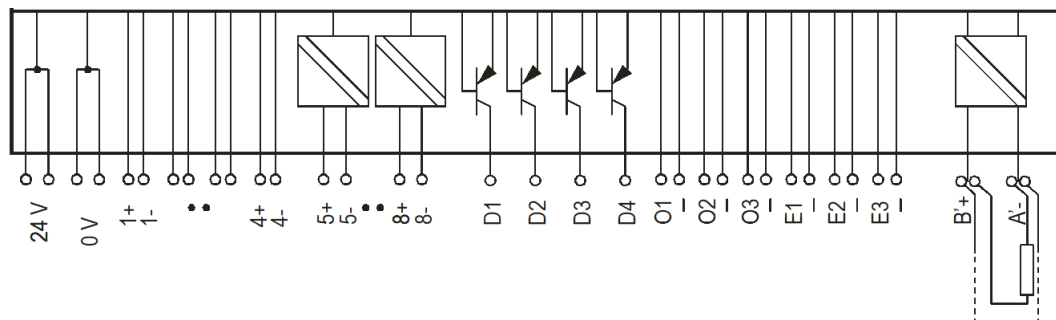 24 V
0 V
1+
1-
••
4+
4-
5+
5-
••
8+
8-
D1
D2
D3
D4
O1
–
O2
–
O3
–
E1
–
E2
–
E3
–
B'+
A'-